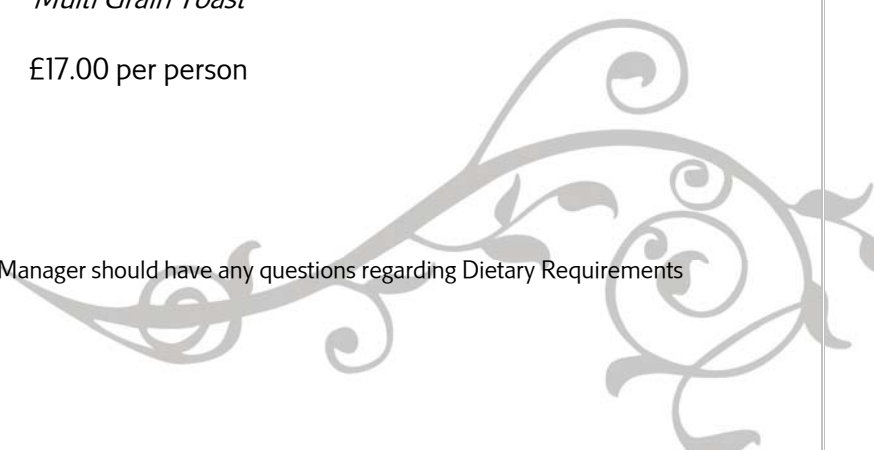 Multi Grain Toast
£17.00 per person
Manager should have any questions regarding Dietary Requirements